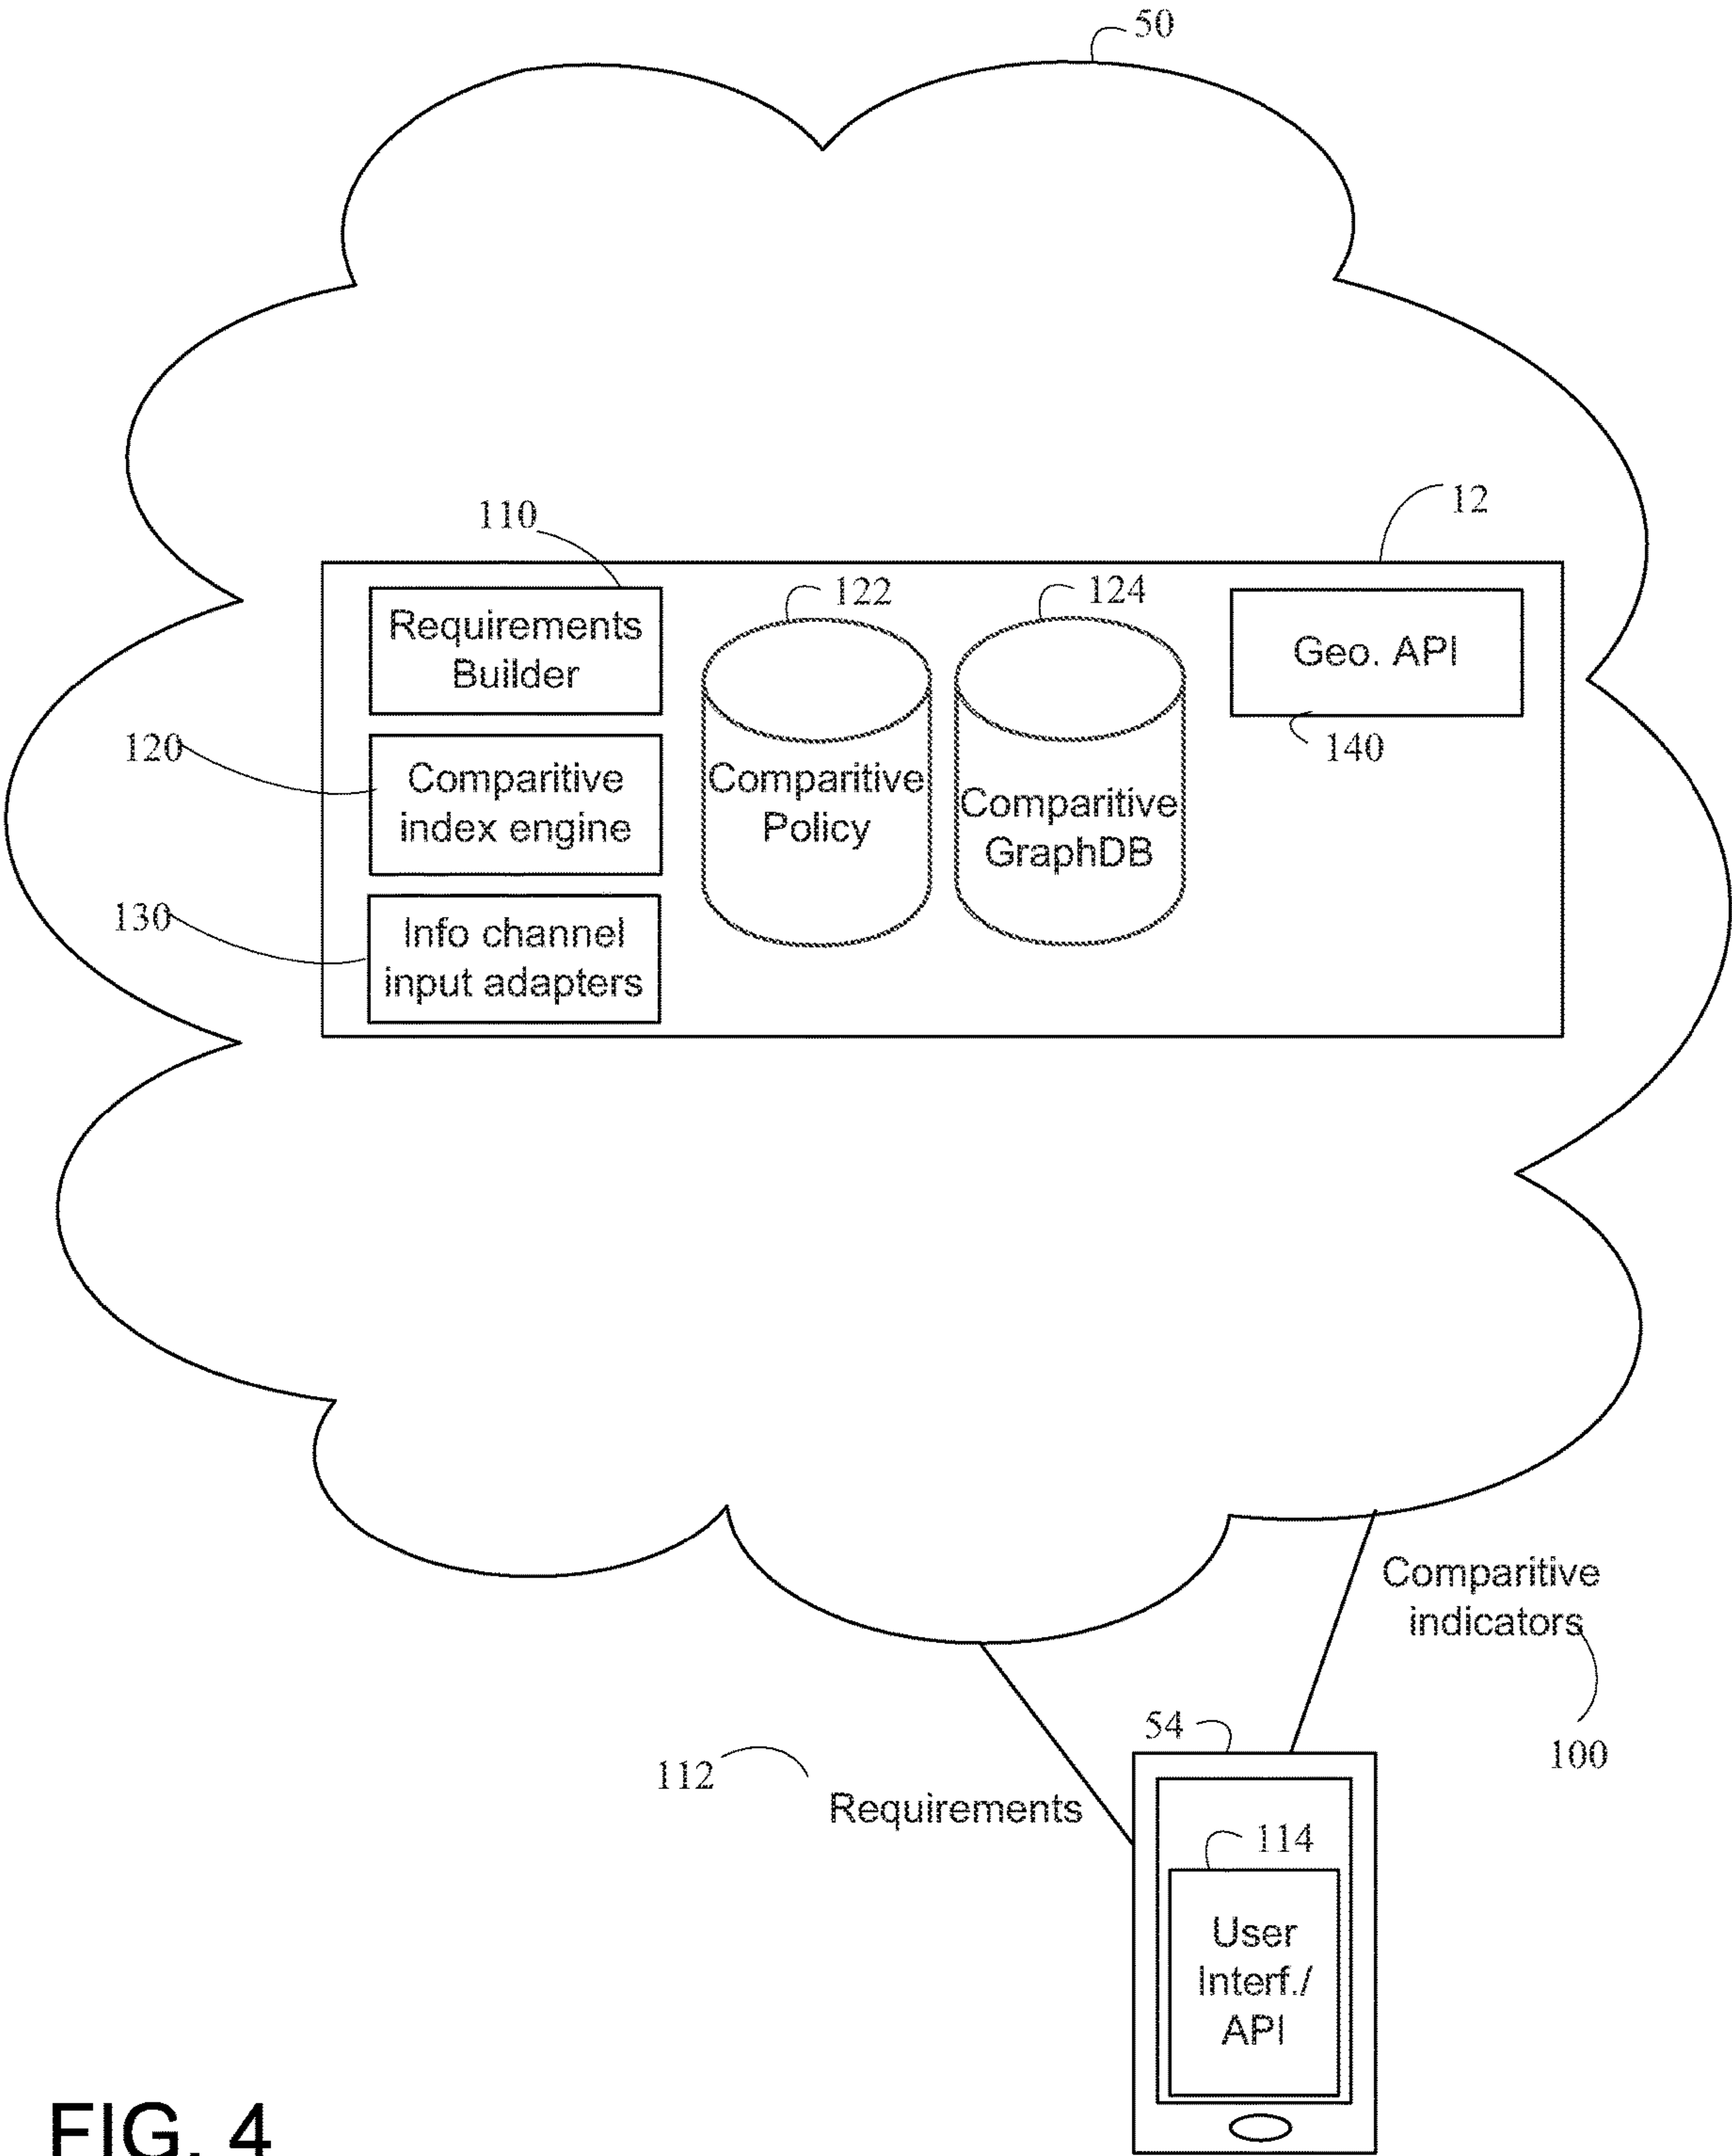 50
12
110
122
124
Requirements
Builder
Geo. API
140
120
Comparitive
index engine
Comparitive
Policy
Comparitive
GraphDB
130
Info channel
input adapters
Comparitive
indicators
100
54
112
Requirements
114
User
Interf./
API
FIG. 4